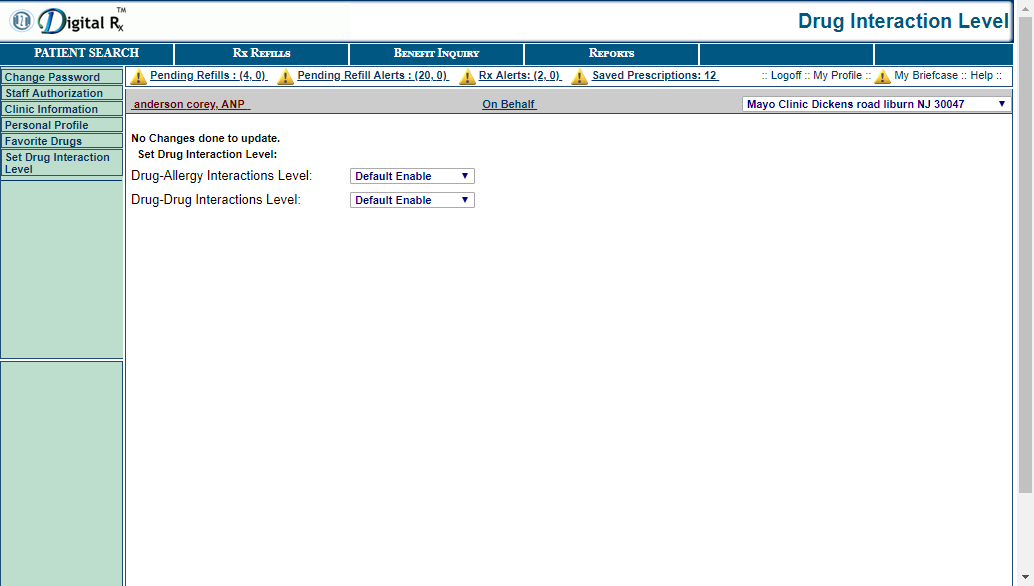 Digital Rx TM
Drug Interaction Level
PATIENT SEARCH
Rx Refills
Benefit Inquiry
Reports
Change Password
Staff Authorization
Clinic Information
Personal Profile
Favorite Drugs
Set Drug Interaction
Level
Pending Refills : (4, 0)
Pending Refill Alerts : (20, 0)
Rx Alerts: (2, 0)
Saved Prescriptions: 12
:: Logoff :: My Profile :: My Briefcase :: Help ::
anderson corey, ANP
On Behalf
Mayo Clinic Dickens road liburn NJ 30047
No Changes done to update.
Set Drug Interaction Level:
Drug-Allergy Interactions Level:
Default Enable
Drug-Drug Interactions Level:
Default Enable